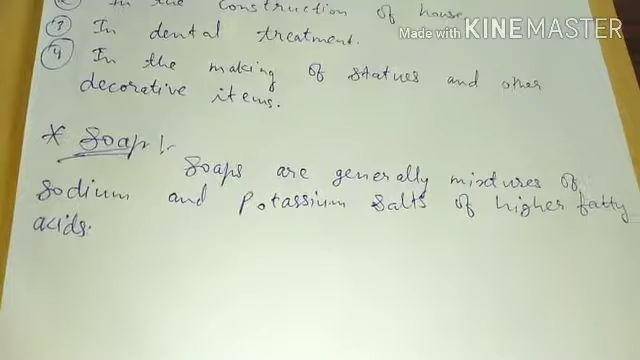 ② In the construction of house
Made with KINEMASTER
③ In dental treatment.
④ In the making of statues and other
decorative items.
* Soap :-
Soaps are generally mixtures of
Sodium and Potassium Salts of higher fatty
acids.